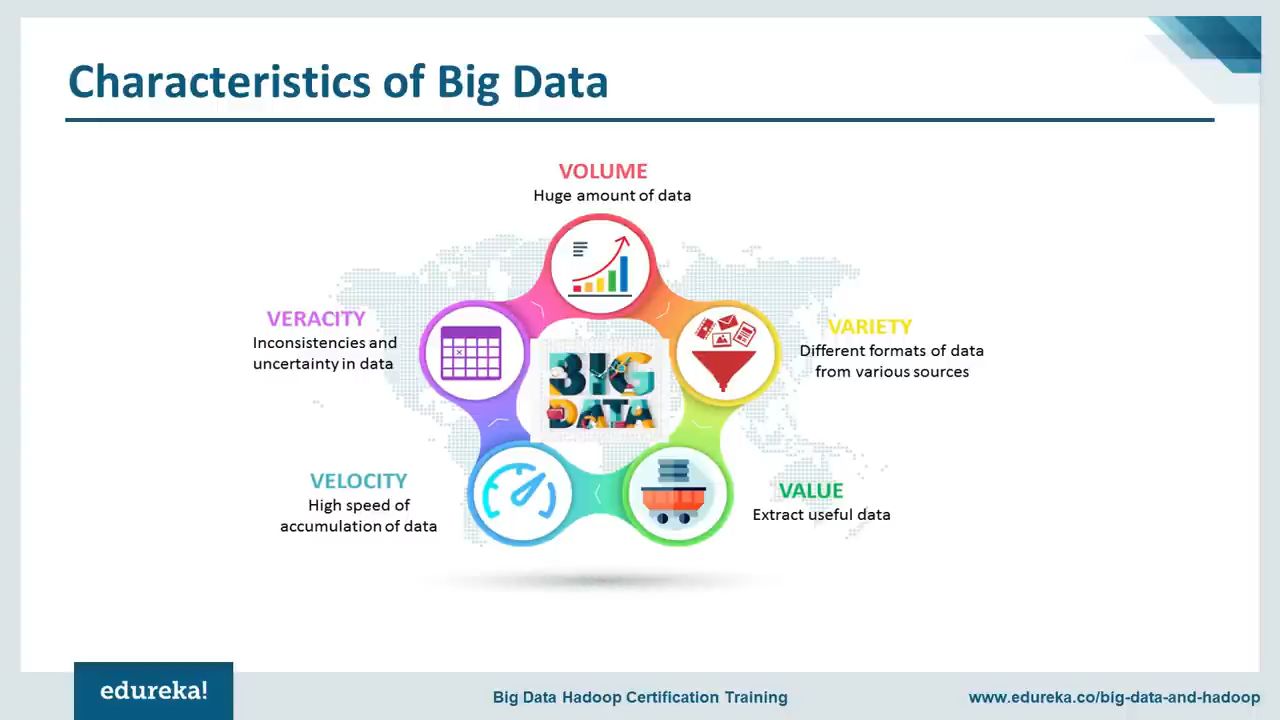 Characteristics of Big Data
VOLUME
Huge amount of data
VERACITY
Inconsistencies and
uncertainty in data
VARIETY
Different formats of data
from various sources
BIG
DATA
VELOCITY
High speed of
accumulation of data
VALUE
Extract useful data
edureka!
Big Data Hadoop Certification Training
www.edureka.co/big-data-and-hadoop